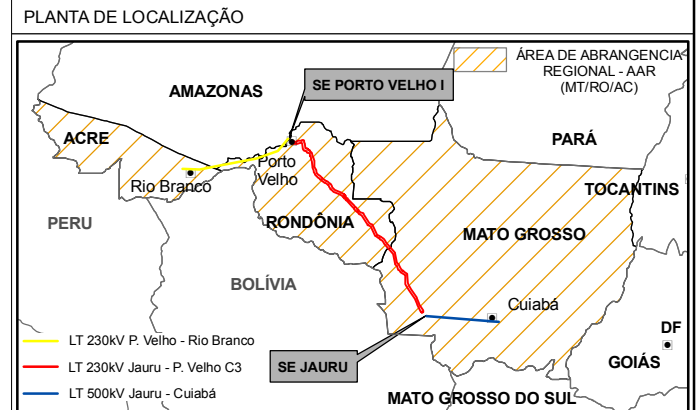 PLANTA DE LOCALIZAÇÃO
ÁREA DE ABRANGENCIA
REGIONAL - AAR
(MT/RO/AC)
AMAZONAS
SE PORTO VELHO I
ACRE
PARÁ
Porto
Velho
Rio Branco
TOCANTINS
PERU
RONDÔNIA
MATO GROSSO
BOLÍVIA
Cuiabá
DF
LT 230kV P. Velho - Rio Branco
LT 230kV Jauru - P. Velho C3
SE JAURU
GOIÁS
LT 500kV Jauru - Cuiabá
MATO GROSSO DO SUL